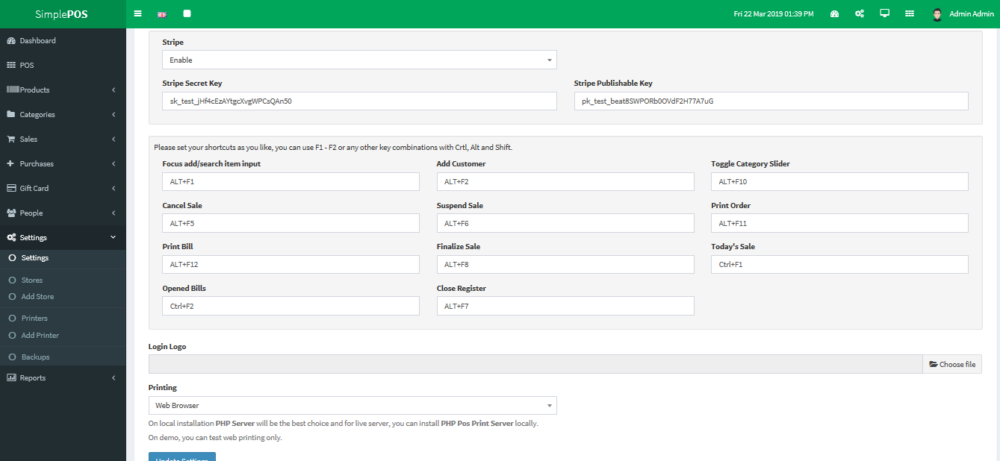 SimplePOS
Fri 22 Mar 2019 01:39 PM
Admin Admin
Dashboard
POS
Products
Categories
Sales
Purchases
Gift Card
People
Settings
Settings
Stores
Add Store
Printers
Add Printer
Backups
Reports
Stripe
Enable
Stripe Secret Key
Stripe Publishable Key
sk_test_jHf4cEzAYtgcXvgWPCsQAn50
pk_test_beat8SWPORb0OVdF2H77A7uG
Please set your shortcuts as you like, you can use F1 - F2 or any other key combinations with Crtl, Alt and Shift.
Focus add/search item input
Add Customer
Toggle Category Slider
ALT+F1
ALT+F2
ALT+F10
Cancel Sale
Suspend Sale
Print Order
ALT+F5
ALT+F6
ALT+F11
Print Bill
Finalize Sale
Today's Sale
ALT+F12
ALT+F8
Ctrl+F1
Opened Bills
Close Register
Ctrl+F2
ALT+F7
Login Logo
Choose file
Printing
Web Browser
On local installation PHP Server will be the best choice and for live server, you can install PHP Pos Print Server locally.
On demo, you can test web printing only.
Update Settings